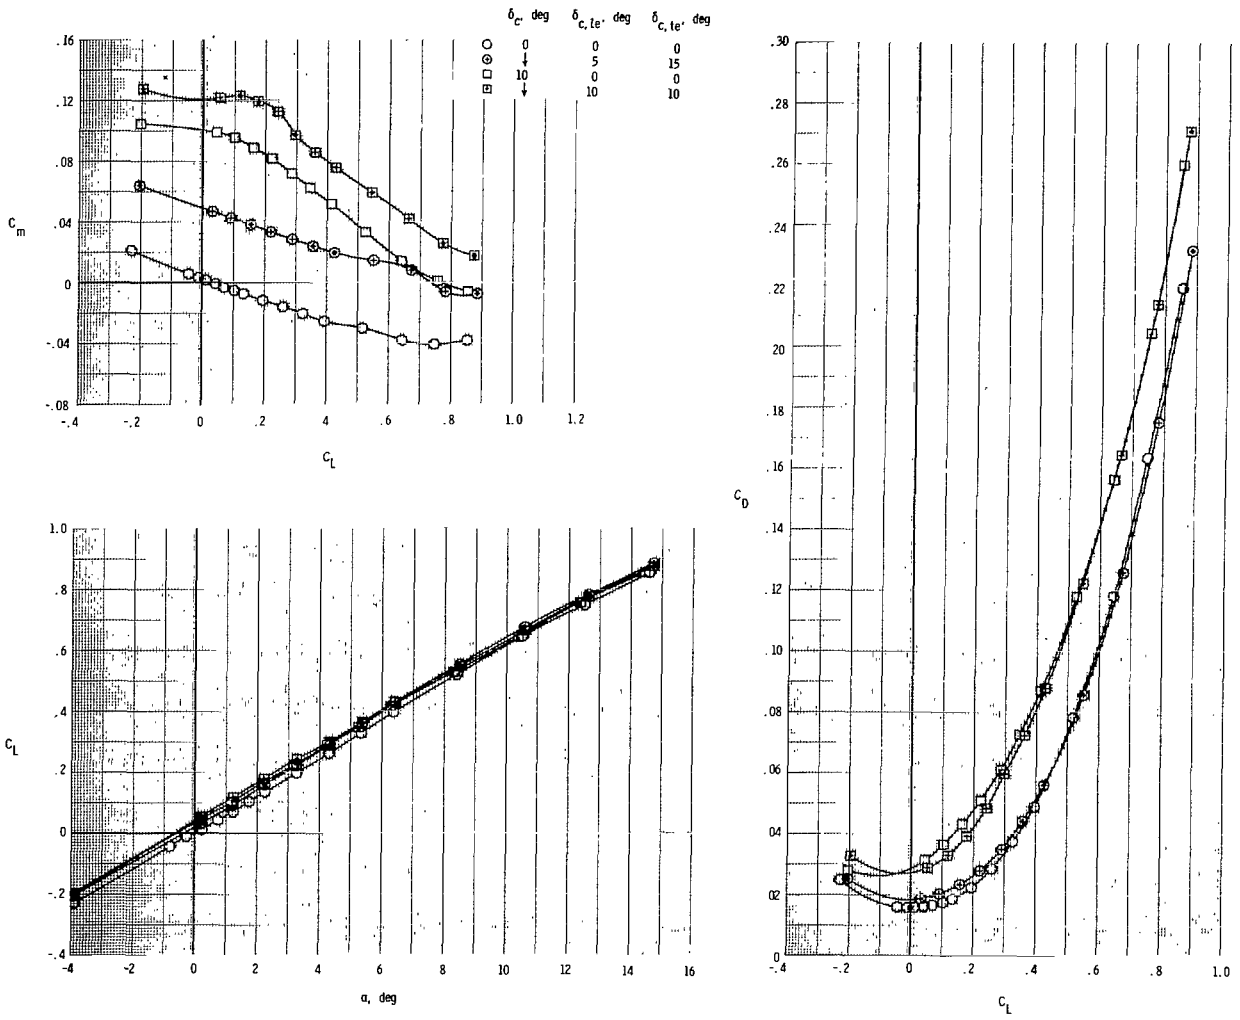 δc, deg δc,le, deg δc,te, deg
0 0 0
5 15
10 0 0
10 10
.16
.12
.08
.04
0
-.04
-.08
Cm
-.4 -.2 0 .2 .4 .6 .8 1.0 1.2
CL
1.0
.8
.6
.4
.2
0
-.2
-.4
CL
-4 -2 0 2 4 6 8 10 12 14 16
α, deg
.30
.28
.26
.24
.22
.20
.18
.16
.14
.12
.10
.08
.06
04
02
0
CD
-.4 -.2 0 .2 .4 .6 .8 1.0
CL